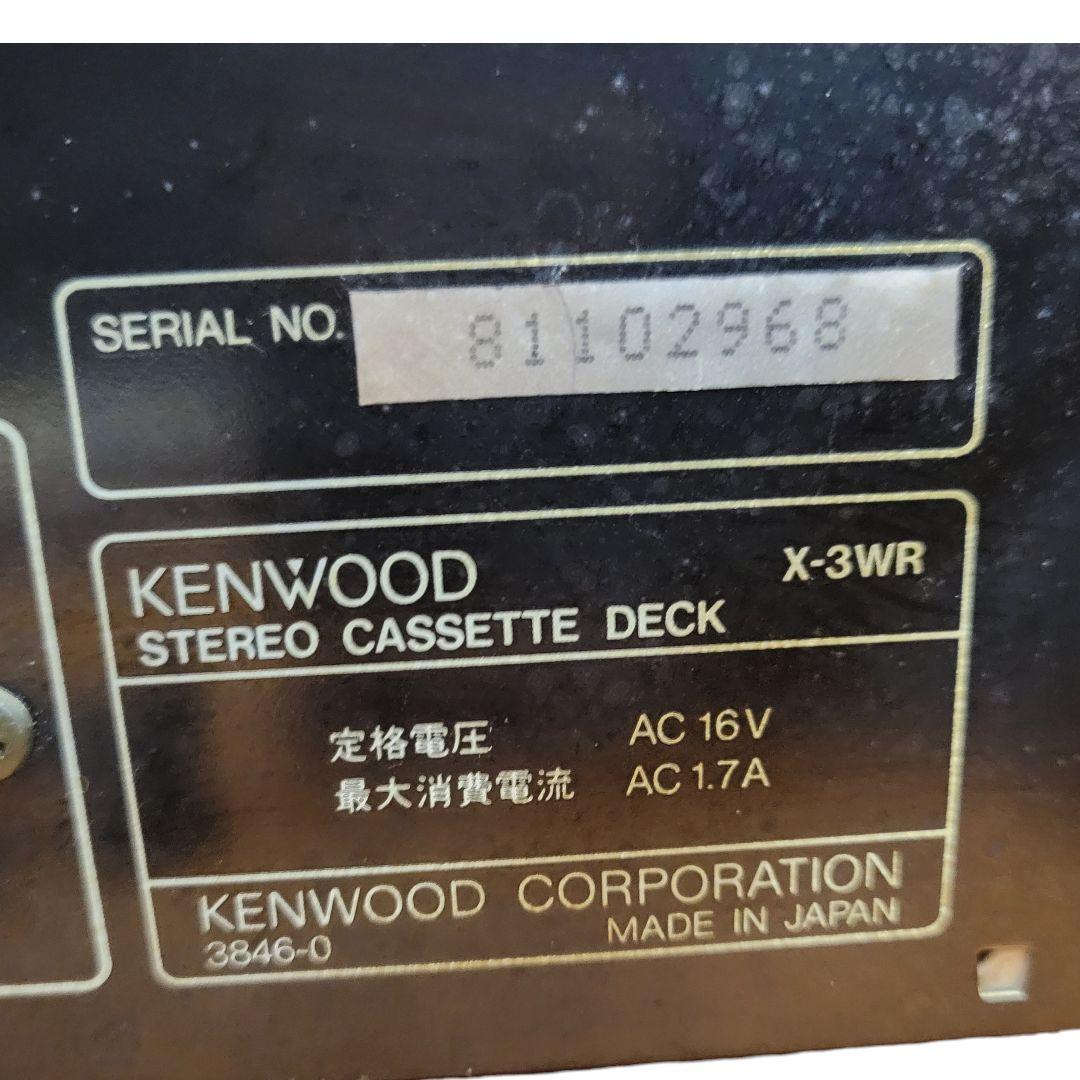 SERIAL NO. 81102968
KENWOOD X-3WR
STEREO CASSETTE DECK
定格電圧 AC 16V
最大消費電流 AC 1.7A
KENWOOD CORPORATION
3846-0 MADE IN JAPAN